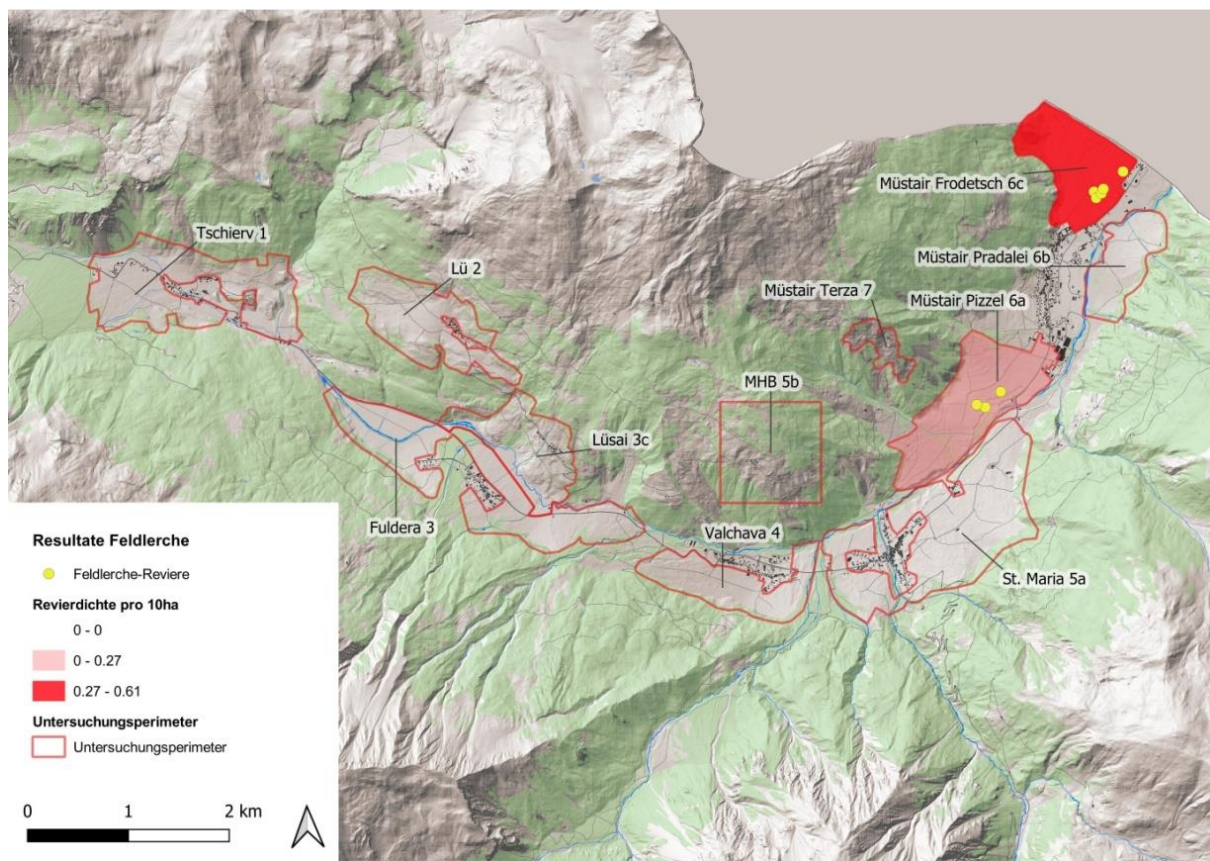 Müstair Frodetsch 6c
Tschierv 1
Müstair Pradalei 6b
Lü 2
Müstair Terza 7
Müstair Pizzel 6a
MHB 5b
Lüsai 3c
Fuldera 3
Valchava 4
St. Maria 5a
Resultate Feldlerche
Feldlerche-Reviere
Revierdichte pro 10ha
0 - 0
0 - 0.27
0.27 - 0.61
Untersuchungsperimeter
Untersuchungsperimeter
0 1 2 km